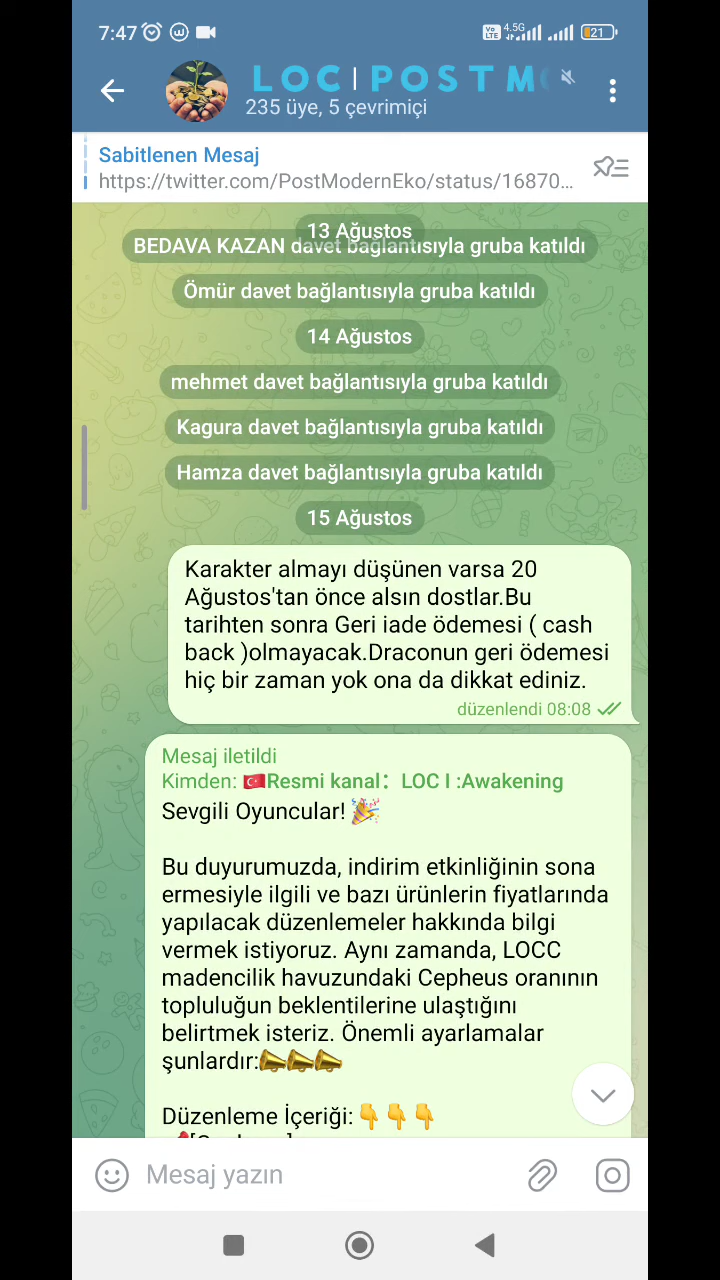 7:47
Vo LTE 4.5G 21
LOC | POSTM
235 üye, 5 çevrimiçi
Sabitlenen Mesaj
https://twitter.com/PostModernEko/status/16870...
13 Ağustos
BEDAVA KAZAN davet bağlantısıyla gruba katıldı
Ömür davet bağlantısıyla gruba katıldı
14 Ağustos
mehmet davet bağlantısıyla gruba katıldı
Kagura davet bağlantısıyla gruba katıldı
Hamza davet bağlantısıyla gruba katıldı
15 Ağustos
Karakter almayı düşünen varsa 20
Ağustos'tan önce alsın dostlar.Bu
tarihten sonra Geri iade ödemesi ( cash
back )olmayacak.Draconun geri ödemesi
hiç bir zaman yok ona da dikkat ediniz.
düzenlendi 08:08
Mesaj iletildi
Kimden: 🇹🇷Resmi kanal：LOC I :Awakening
Sevgili Oyuncular!🎉
Bu duyurumuzda, indirim etkinliğinin sona
ermesiyle ilgili ve bazı ürünlerin fiyatlarında
yapılacak düzenlemeler hakkında bilgi
vermek istiyoruz. Aynı zamanda, LOCC
madencilik havuzundaki Cepheus oranının
topluluğun beklentilerine ulaştığını
belirtmek isteriz. Önemli ayarlamalar
şunlardır:📣📣📣
Düzenleme İçeriği:👇👇👇
Mesaj yazın